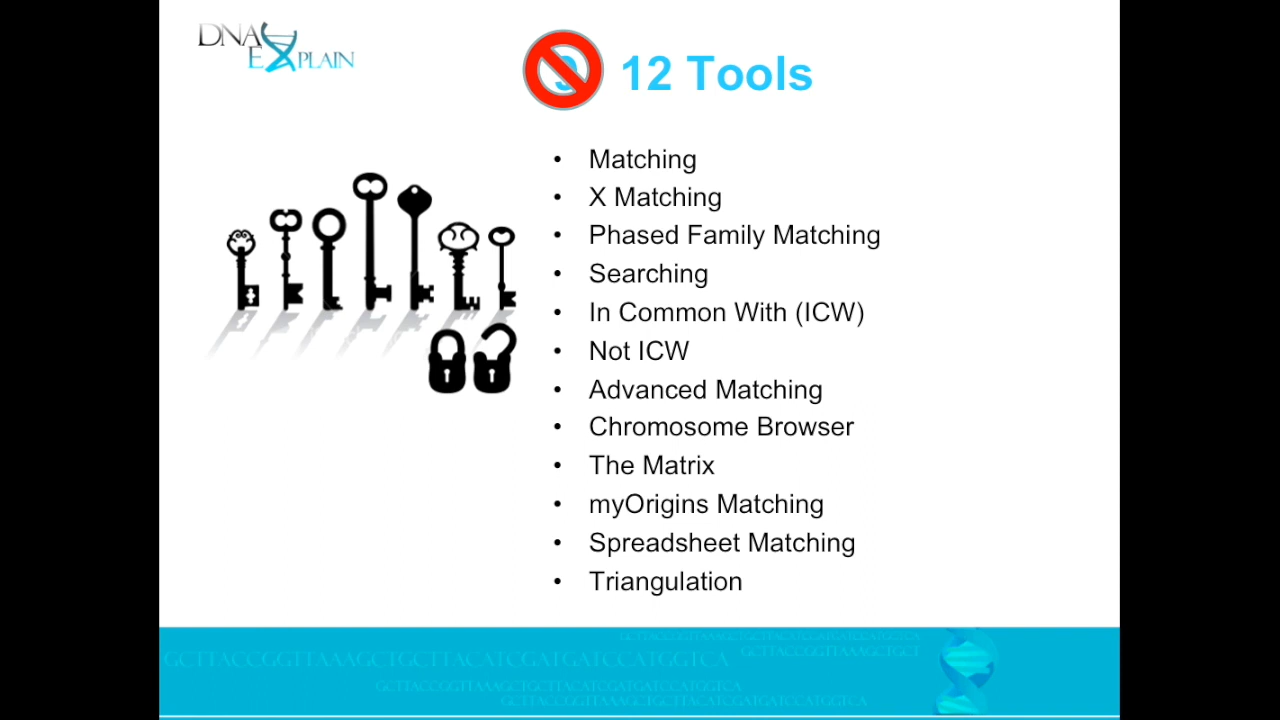 DNA
EXPLAIN
9 12 Tools
• Matching
• X Matching
• Phased Family Matching
• Searching
• In Common With (ICW)
• Not ICW
• Advanced Matching
• Chromosome Browser
• The Matrix
• myOrigins Matching
• Spreadsheet Matching
• Triangulation